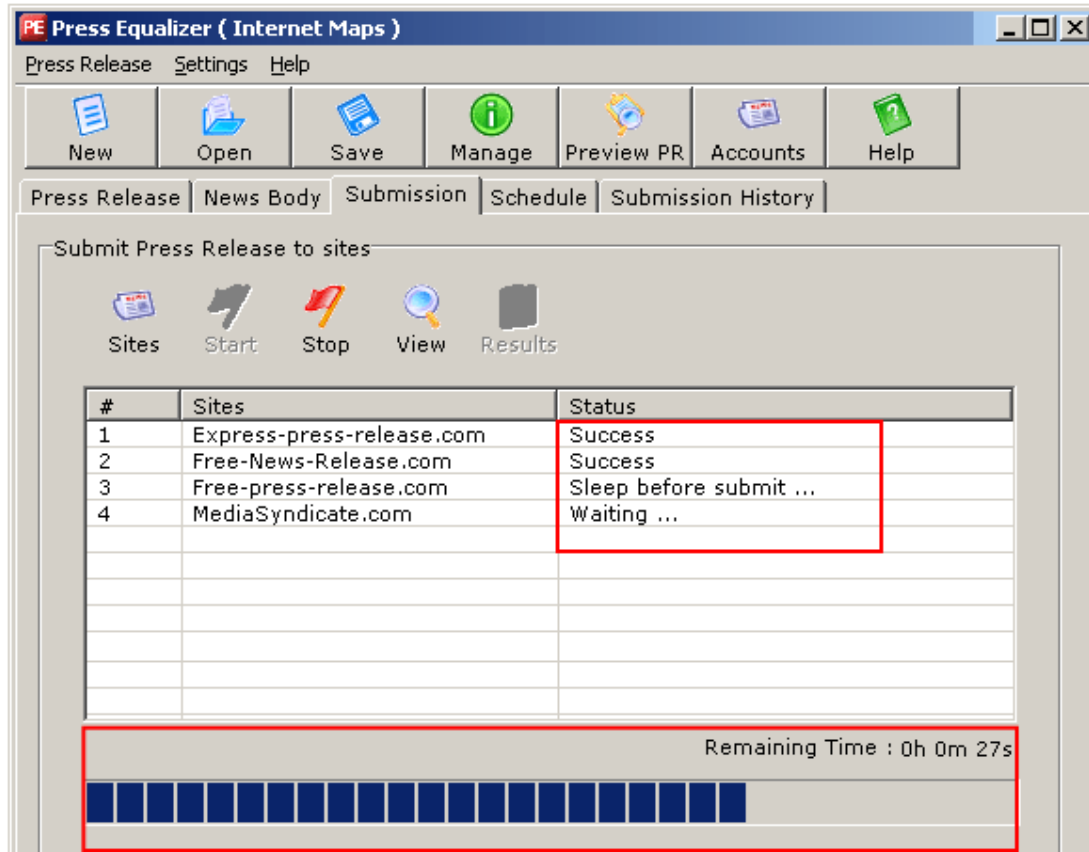 PE Press Equalizer ( Internet Maps )
Press Release Settings Help
New Open Save Manage Preview PR Accounts Help
Press Release News Body Submission Schedule Submission History
Submit Press Release to sites
Sites Start Stop View Results
# Sites Status
1 Express-press-release.com Success
2 Free-News-Release.com Success
3 Free-press-release.com Sleep before submit ...
4 MediaSyndicate.com Waiting ...
Remaining Time : 0h 0m 27s